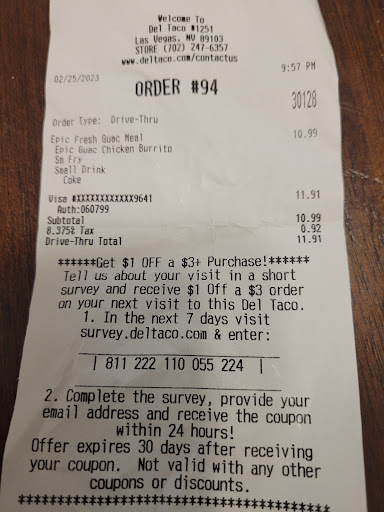 Welcome To
Del Taco #1251
Las Vegas, NV 89103
STORE (702) 247-6357
www.deltaco.com/contactus
02/25/2023 9:57 PM
ORDER #94
30128
Order Type: Drive-Thru
Epic Fresh Guac Meal 10.99
Epic Guac Chicken Burrito
Sm Fry
Small Drink
Coke
Visa #XXXXXXXXXXXX9641 11.91
Auth:060799
Subtotal 10.99
8.375% Tax 0.92
Drive-Thru Total 11.91
******Get $1 OFF a $3+ Purchase!******
Tell us about your visit in a short
survey and receive $1 Off a $3 order
on your next visit to this Del Taco.
1. In the next 7 days visit
survey.deltaco.com & enter:
| 811 222 110 055 224 |
2. Complete the survey, provide your
email address and receive the coupon
within 24 hours!
Offer expires 30 days after receiving
your coupon. Not valid with any other
coupons or discounts.
****************************************